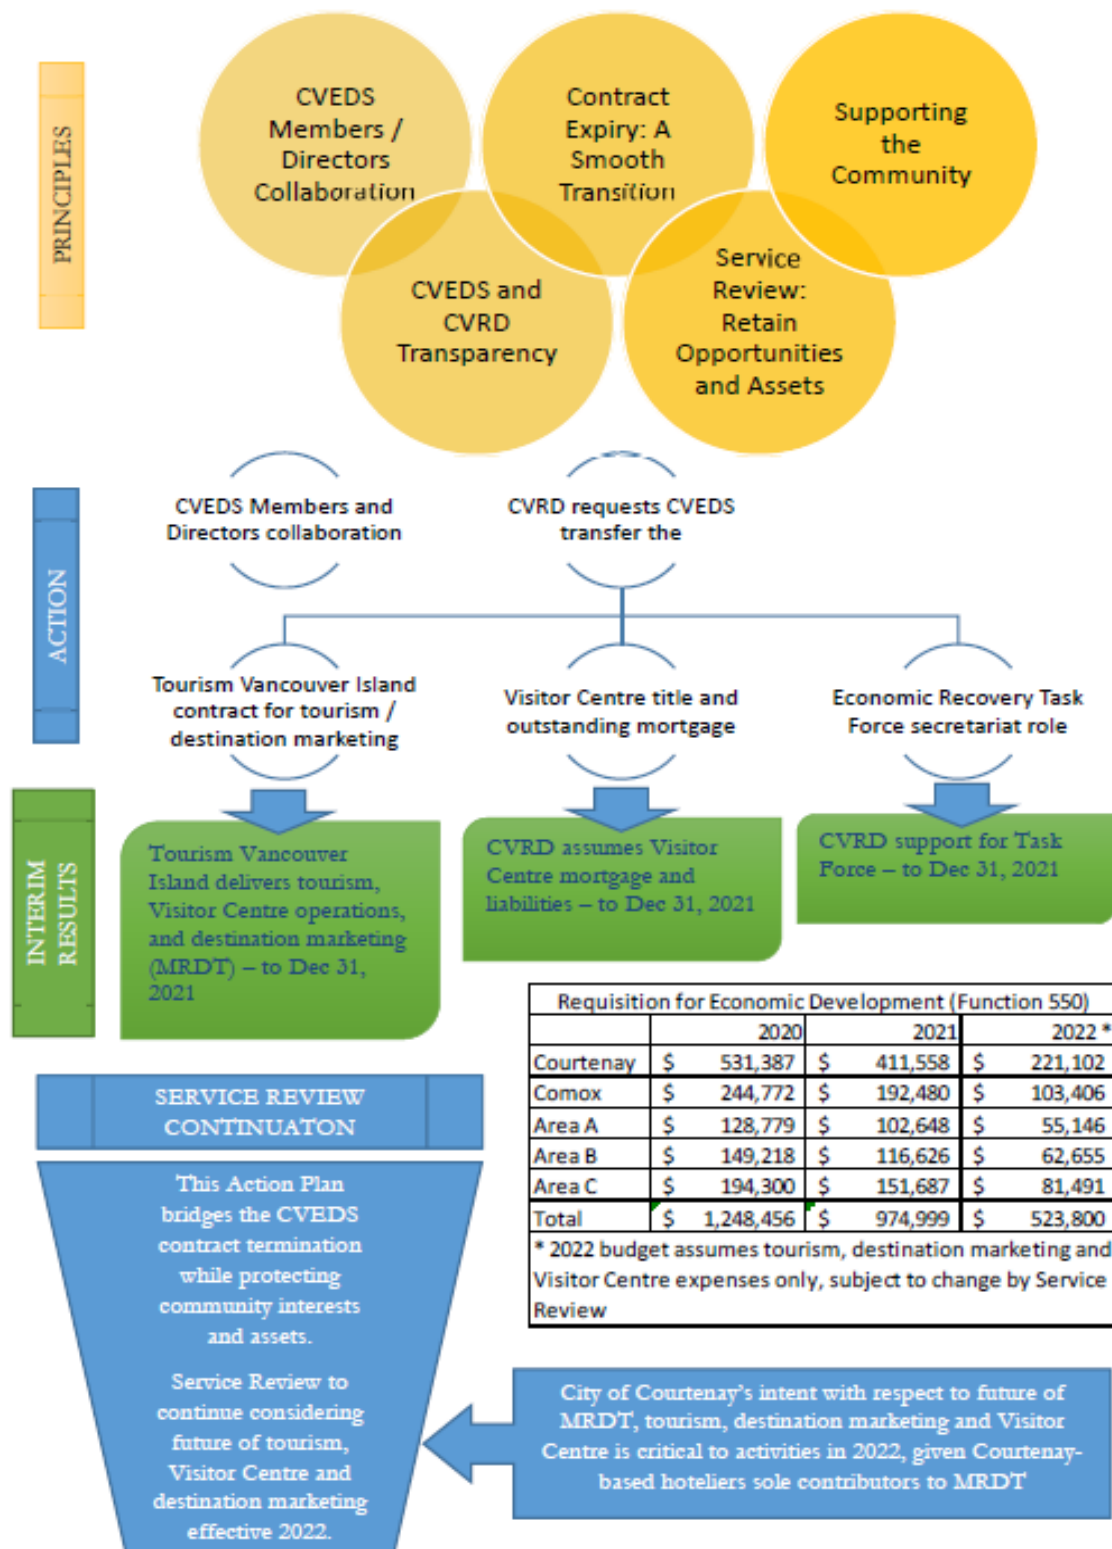 PRINCIPLES
CVEDS
Members /
Directors
Collaboration
Contract
Expiry: A
Smooth
Transition
Supporting
the
Community
CVEDS and
CVRD
Transparency
Service
Review:
Retain
Opportunities
and Assets
ACTION
CVEDS Members and
Directors collaboration
CVRD requests CVEDS
transfer the
Tourism Vancouver Island
contract for tourism /
destination marketing
Visitor Centre title and
outstanding mortgage
Economic Recovery Task
Force secretariat role
INTERIM
RESULTS
Tourism Vancouver
Island delivers tourism,
Visitor Centre operations,
and destination marketing
(MRDT) – to Dec 31,
2021
CVRD assumes Visitor
Centre mortgage and
liabilities – to Dec 31, 2021
CVRD support for Task
Force – to Dec 31, 2021
Requisition for Economic Development (Function 550)
2020 2021 2022 *
Courtenay $ 531,387 $ 411,558 $ 221,102
Comox $ 244,772 $ 192,480 $ 103,406
Area A $ 128,779 $ 102,648 $ 55,146
Area B $ 149,218 $ 116,626 $ 62,655
Area C $ 194,300 $ 151,687 $ 81,491
Total $ 1,248,456 $ 974,999 $ 523,800
* 2022 budget assumes tourism, destination marketing and
Visitor Centre expenses only, subject to change by Service
Review
SERVICE REVIEW
CONTINUATON
This Action Plan
bridges the CVEDS
contract termination
while protecting
community interests
and assets.
Service Review to
continue considering
future of tourism,
Visitor Centre and
destination marketing
effective 2022.
City of Courtenay's intent with respect to future of
MRDT, tourism, destination marketing and Visitor
Centre is critical to activities in 2022, given Courtenay-
based hoteliers sole contributors to MRDT